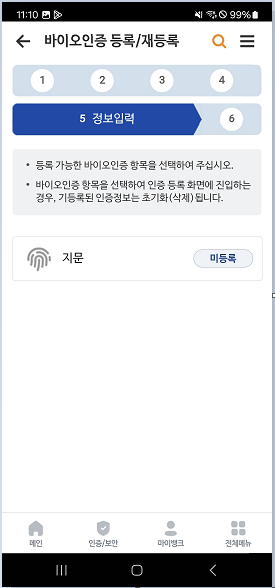 11:10 99%
바이오인증 등록/재등록
1 2 3 4
5 정보입력 6
• 등록 가능한 바이오인증 항목을 선택하여 주십시오.
• 바이오인증 항목을 선택하여 인증 등록 화면에 진입하는
경우, 기등록된 인증정보는 초기화(삭제)됩니다.
지문 미등록
메인 인증/보안 마이뱅크 전체메뉴